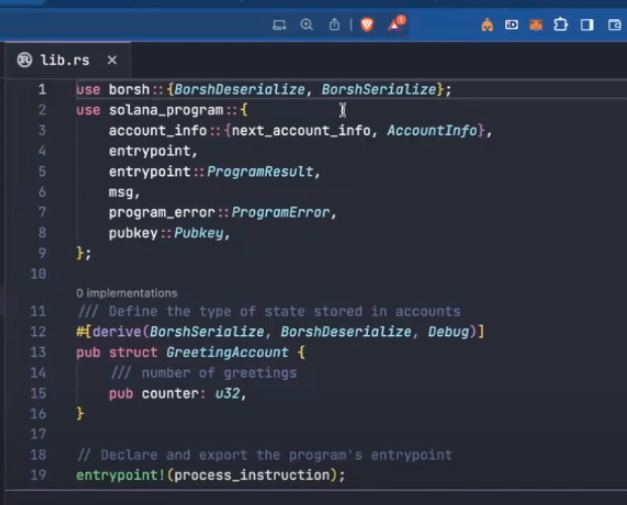 lib.rs ×
1 use borsh::{BorshDeserialize, BorshSerialize};
2 use solana_program::{
3 account_info::{next_account_info, AccountInfo},
4 entrypoint,
5 entrypoint::ProgramResult,
6 msg,
7 program_error::ProgramError,
8 pubkey::Pubkey,
9 };
10
0 implementations
11 /// Define the type of state stored in accounts
12 #[derive(BorshSerialize, BorshDeserialize, Debug)]
13 pub struct GreetingAccount {
14 /// number of greetings
15 pub counter: u32,
16 }
17
18 // Declare and export the program's entrypoint
19 entrypoint!(process_instruction);